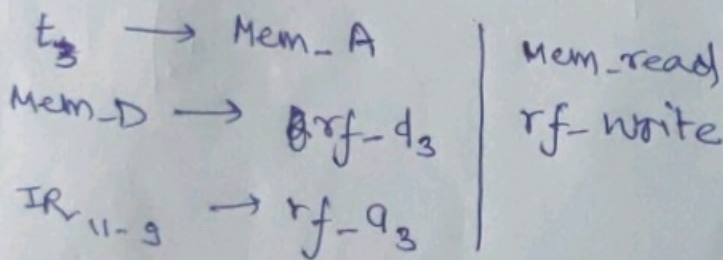 t₃ → Mem_A | Mem_read
Mem_D → rf_d₃ | rf_write
IR₁₁₋₉ → rf_a₃